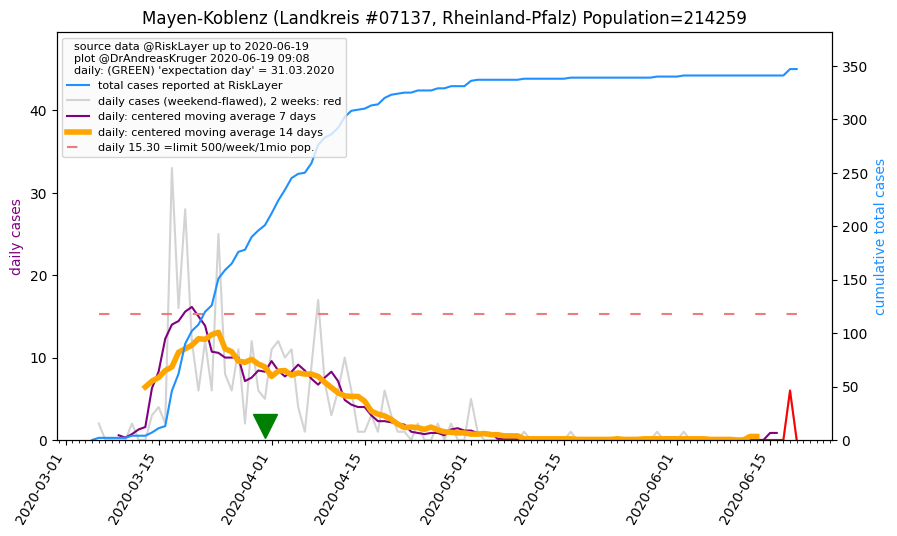 Mayen-Koblenz (Landkreis #07137, Rheinland-Pfalz) Population=214259
source data @RiskLayer up to 2020-06-19
plot @DrAndreasKruger 2020-06-19 09:08
daily: (GREEN) 'expectation day' = 31.03.2020
total cases reported at RiskLayer
daily cases (weekend-flawed), 2 weeks: red
daily: centered moving average 7 days
daily: centered moving average 14 days
daily 15.30 =limit 500/week/1mio pop.
daily cases
40
30
20
10
0
cumulative total cases
350
300
250
200
150
100
50
0
2020-03-01
2020-03-15
2020-04-01
2020-04-15
2020-05-01
2020-05-15
2020-06-01
2020-06-15